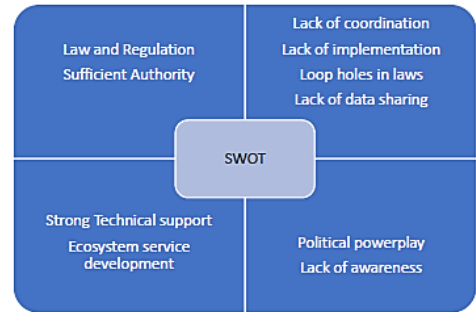 Law and Regulation
Sufficient Authority
Lack of coordination
Lack of implementation
Loop holes in laws
Lack of data sharing
SWOT
Strong Technical support
Ecosystem service
development
Political powerplay
Lack of awareness